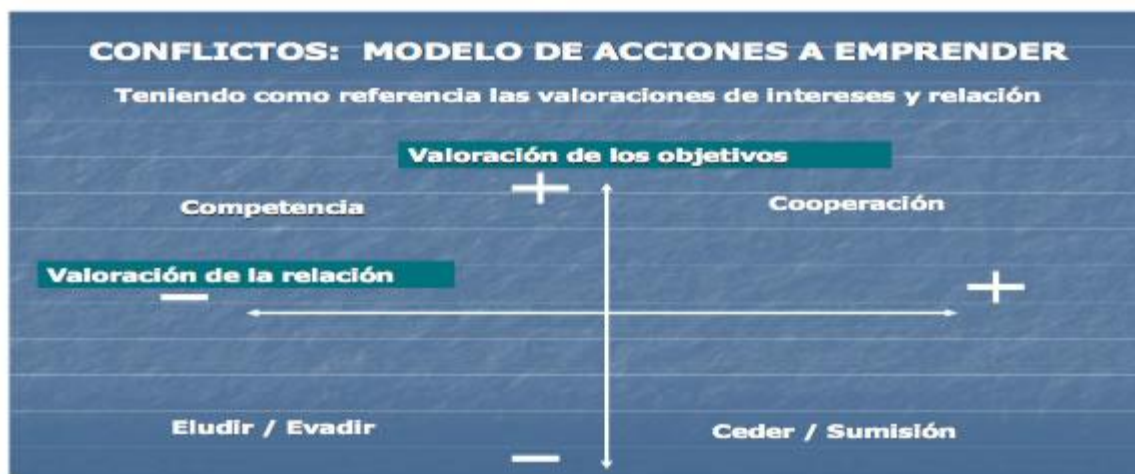 CONFLICTOS: MODELO DE ACCIONES A EMPRENDER
Teniendo como referencia las valoraciones de intereses y relación
Valoración de los objetivos
+
Competencia
Cooperación
Valoración de la relación
−
+
Eludir / Evadir
Ceder / Sumisión
−